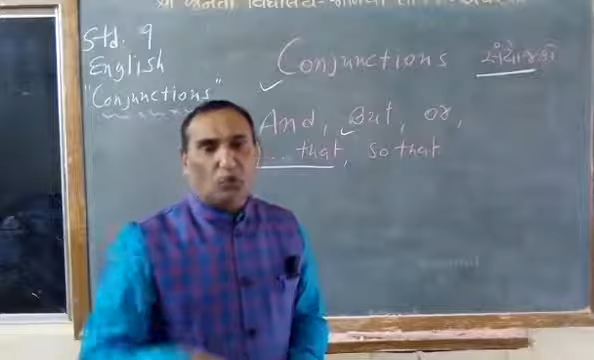 Std. 9
English
"Conjunctions"
Conjunctions સંયોજકો
And, But, or,
... that, so that